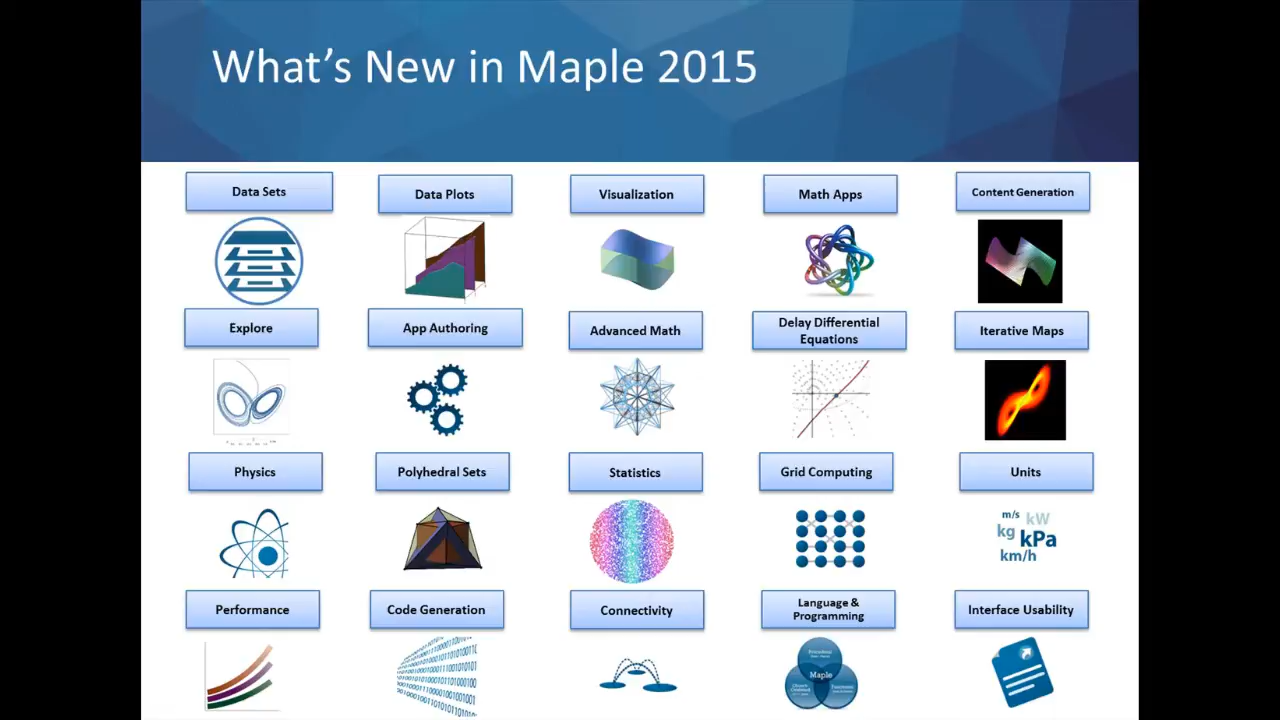 What's New in Maple 2015
Data Sets
Data Plots
Visualization
Math Apps
Content Generation
Explore
App Authoring
Advanced Math
Delay Differential
Equations
Iterative Maps
Physics
Polyhedral Sets
Statistics
Grid Computing
Units
m/s
kW
kg
kPa
km/h
Performance
Code Generation
Connectivity
Language &
Programming
Interface Usability
Procedural
Maple
Functional